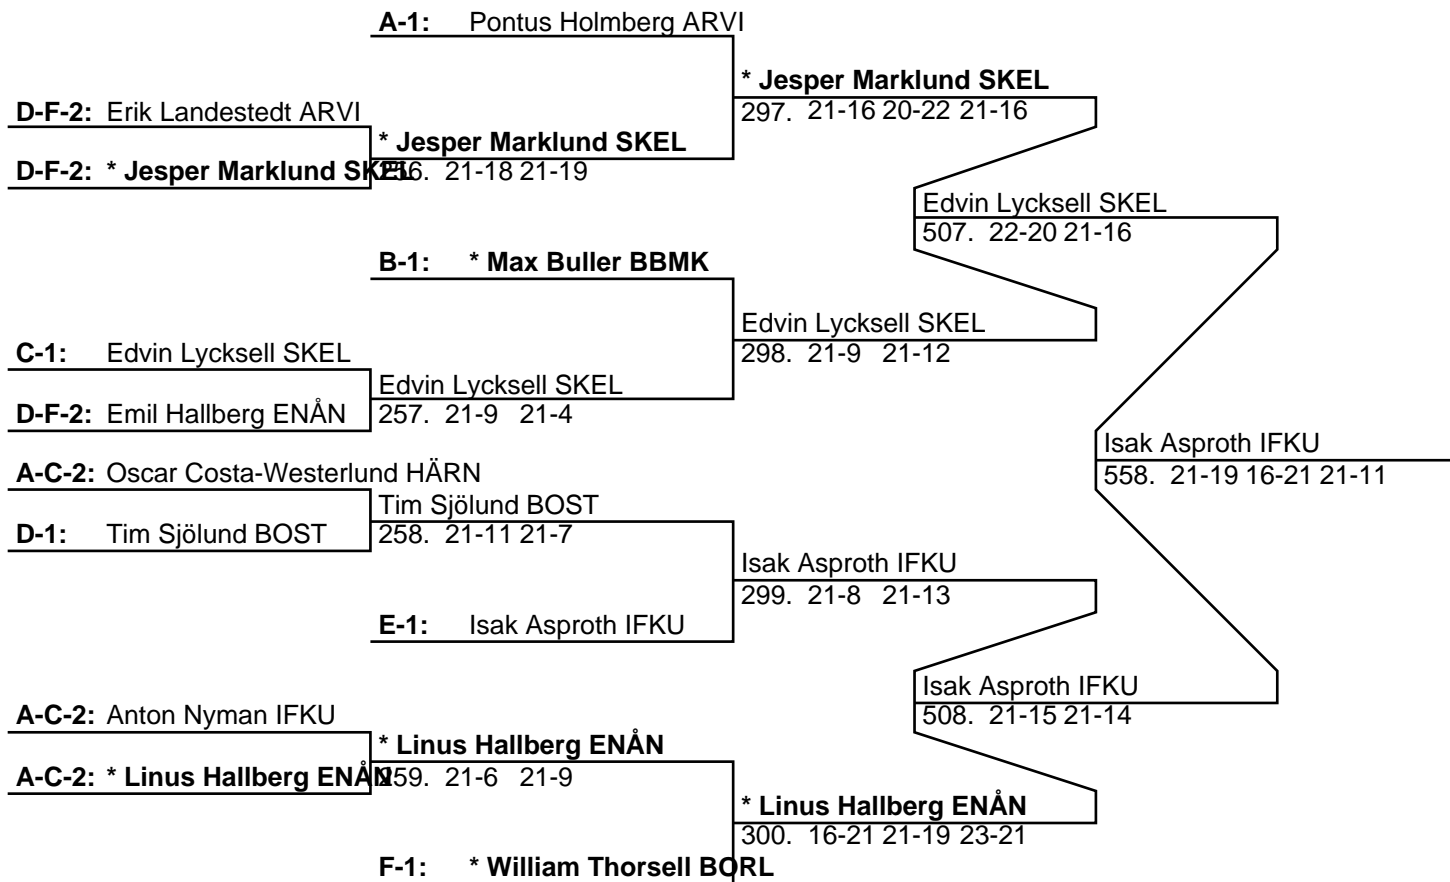 A-1: Pontus Holmberg ARVI
* Jesper Marklund SKEL
297. 21-16 20-22 21-16
D-F-2: Erik Landestedt ARVI
* Jesper Marklund SKEL
D-F-2: * Jesper Marklund SKEL
256. 21-18 21-19
Edvin Lycksell SKEL
507. 22-20 21-16
B-1: * Max Buller BBMK
Edvin Lycksell SKEL
298. 21-9 21-12
C-1: Edvin Lycksell SKEL
Edvin Lycksell SKEL
D-F-2: Emil Hallberg ENÅN
257. 21-9 21-4
Isak Asproth IFKU
558. 21-19 16-21 21-11
A-C-2: Oscar Costa-Westerlund HÄRN
Tim Sjölund BOST
D-1: Tim Sjölund BOST
258. 21-11 21-7
Isak Asproth IFKU
299. 21-8 21-13
E-1: Isak Asproth IFKU
Isak Asproth IFKU
508. 21-15 21-14
A-C-2: Anton Nyman IFKU
* Linus Hallberg ENÅN
A-C-2: * Linus Hallberg ENÅN
259. 21-6 21-9
* Linus Hallberg ENÅN
300. 16-21 21-19 23-21
F-1: * William Thorsell BORL